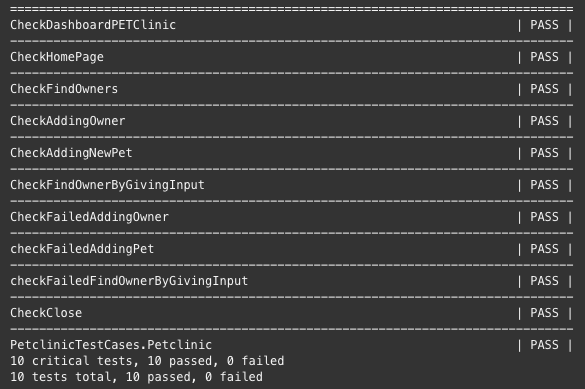 ==============================================================================
CheckDashboardPETClinic | PASS |
------------------------------------------------------------------------------
CheckHomePage | PASS |
------------------------------------------------------------------------------
CheckFindOwners | PASS |
------------------------------------------------------------------------------
CheckAddingOwner | PASS |
------------------------------------------------------------------------------
CheckAddingNewPet | PASS |
------------------------------------------------------------------------------
CheckFindOwnerByGivingInput | PASS |
------------------------------------------------------------------------------
CheckFailedAddingOwner | PASS |
------------------------------------------------------------------------------
checkFailedAddingPet | PASS |
------------------------------------------------------------------------------
checkFailedFindOwnerByGivingInput | PASS |
------------------------------------------------------------------------------
CheckClose | PASS |
------------------------------------------------------------------------------
PetclinicTestCases.Petclinic | PASS |
10 critical tests, 10 passed, 0 failed
10 tests total, 10 passed, 0 failed